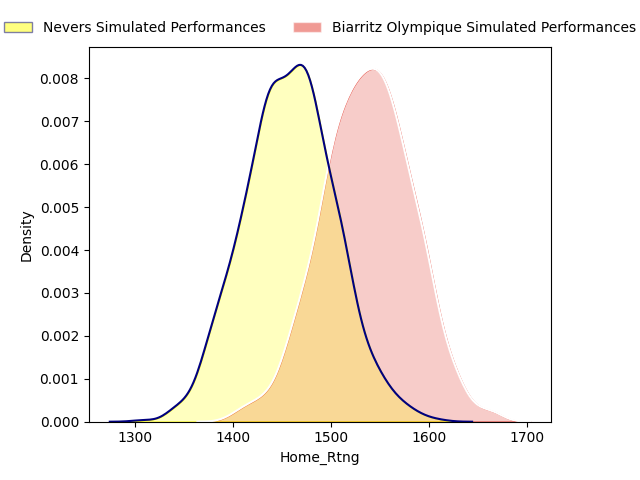 Nevers Simulated Performances
Biarritz Olympique Simulated Performances
0.008
0.007
0.006
0.005
0.004
0.003
0.002
0.001
0.000
Density
1300 1400 1500 1600 1700
Home_Rtng